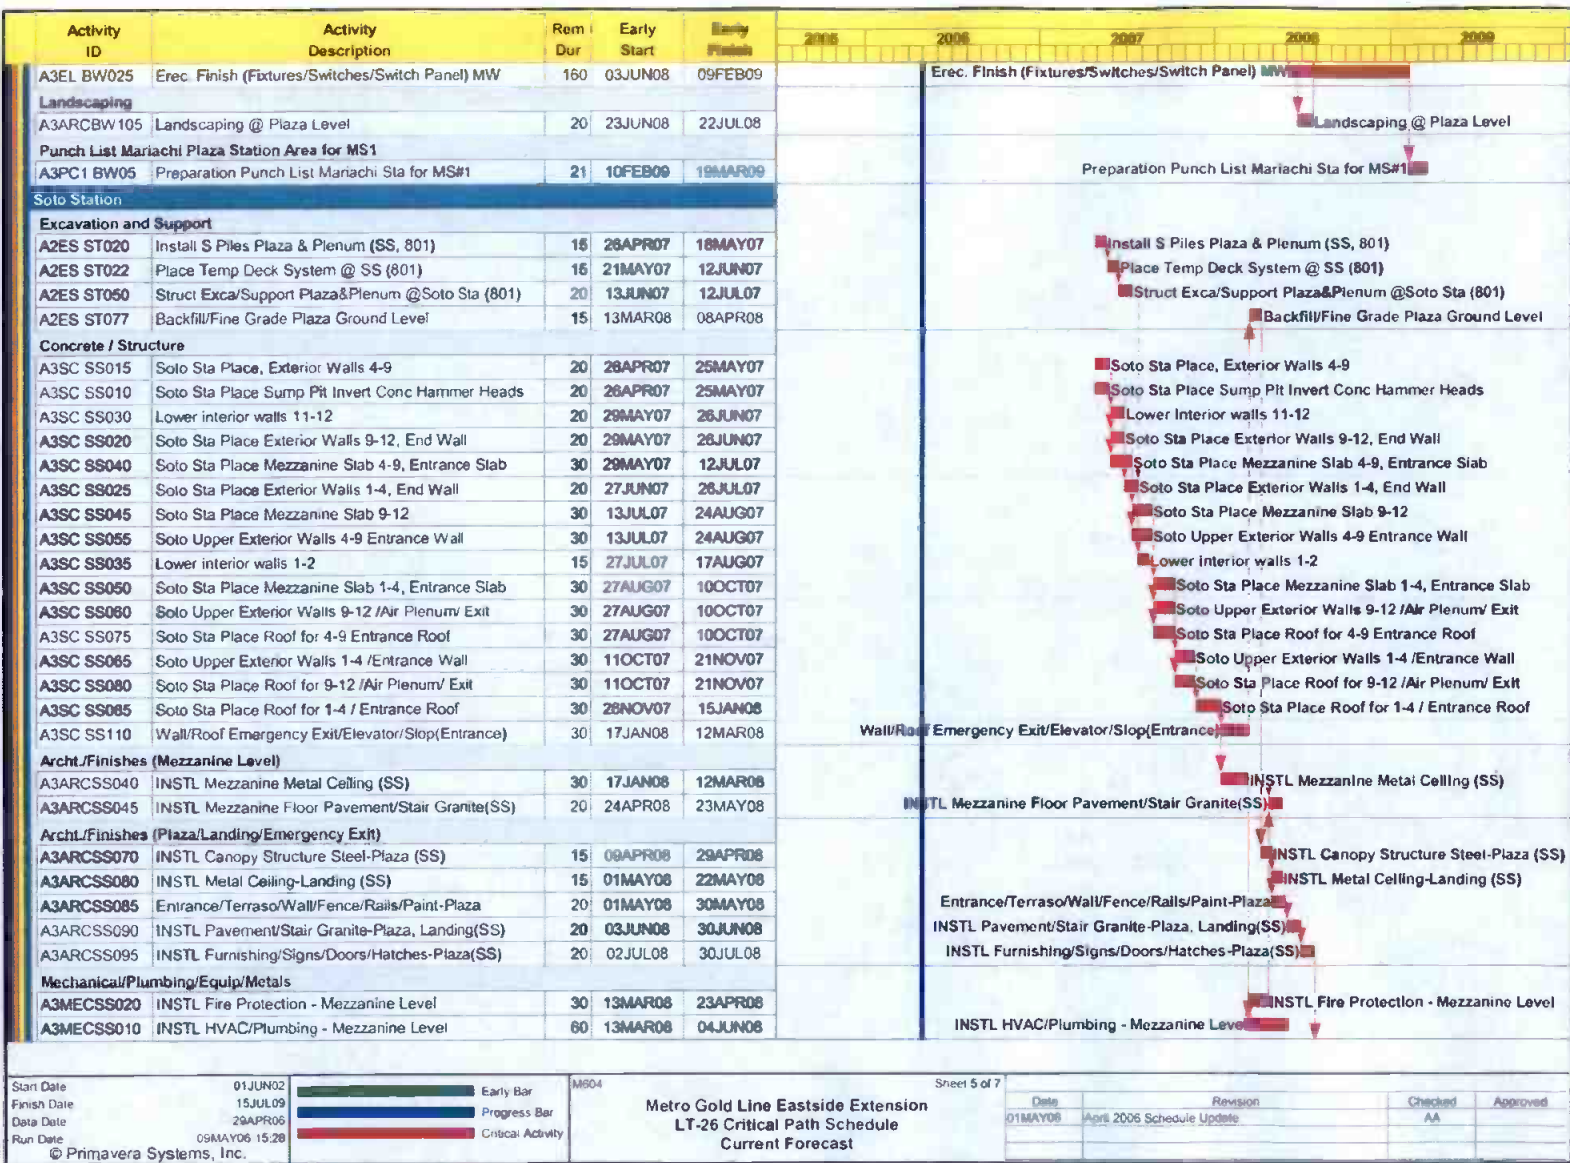 Activity ID Activity Description Rem Dur Early Start Early Finish 2005 2006 2007 2008 2009
A3EL BW025 Erec. Finish (Fixtures/Switches/Switch Panel) MW 160 03JUN08 09FEB09 Erec. Finish (Fixtures/Switches/Switch Panel) MW
Landscaping
A3ARCBW105 Landscaping @ Plaza Level 20 23JUN08 22JUL08 Landscaping @ Plaza Level
Punch List Mariachi Plaza Station Area for MS1
A3PC1 BW05 Preparation Punch List Mariachi Sta for MS#1 21 10FEB09 19MAR09 Preparation Punch List Mariachi Sta for MS#1
Soto Station
Excavation and Support
A2ES ST020 Install S Piles Plaza & Plenum (SS, 801) 15 26APR07 18MAY07 Install S Piles Plaza & Plenum (SS, 801)
A2ES ST022 Place Temp Deck System @ SS (801) 15 21MAY07 12JUN07 Place Temp Deck System @ SS (801)
A2ES ST050 Struct Exca/Support Plaza&Plenum @Soto Sta (801) 20 13JUN07 12JUL07 Struct Exca/Support Plaza&Plenum @Soto Sta (801)
A2ES ST077 Backfill/Fine Grade Plaza Ground Level 15 13MAR08 08APR08 Backfill/Fine Grade Plaza Ground Level
Concrete / Structure
A3SC SS015 Soto Sta Place, Exterior Walls 4-9 20 26APR07 25MAY07 Soto Sta Place, Exterior Walls 4-9
A3SC SS010 Soto Sta Place Sump Pit Invert Conc Hammer Heads 20 26APR07 25MAY07 Soto Sta Place Sump Pit Invert Conc Hammer Heads
A3SC SS030 Lower interior walls 11-12 20 29MAY07 26JUN07 Lower Interior walls 11-12
A3SC SS020 Soto Sta Place Exterior Walls 9-12, End Wall 20 29MAY07 26JUN07 Soto Sta Place Exterior Walls 9-12, End Wall
A3SC SS040 Soto Sta Place Mezzanine Slab 4-9, Entrance Slab 30 29MAY07 12JUL07 Soto Sta Place Mezzanine Slab 4-9, Entrance Slab
A3SC SS025 Soto Sta Place Exterior Walls 1-4, End Wall 20 27JUN07 26JUL07 Soto Sta Place Exterior Walls 1-4, End Wall
A3SC SS045 Soto Sta Place Mezzanine Slab 9-12 30 13JUL07 24AUG07 Soto Sta Place Mezzanine Slab 9-12
A3SC SS055 Soto Upper Exterior Walls 4-9 Entrance Wall 30 13JUL07 24AUG07 Soto Upper Exterior Walls 4-9 Entrance Wall
A3SC SS035 Lower interior walls 1-2 15 27JUL07 17AUG07 Lower interior walls 1-2
A3SC SS050 Soto Sta Place Mezzanine Slab 1-4, Entrance Slab 30 27AUG07 10OCT07 Soto Sta Place Mezzanine Slab 1-4, Entrance Slab
A3SC SS060 Soto Upper Exterior Walls 9-12 /Air Plenum/ Exit 30 27AUG07 10OCT07 Soto Upper Exterior Walls 9-12 /Air Plenum/ Exit
A3SC SS075 Soto Sta Place Roof for 4-9 Entrance Roof 30 27AUG07 10OCT07 Soto Sta Place Roof for 4-9 Entrance Roof
A3SC SS065 Soto Upper Exterior Walls 1-4 /Entrance Wall 30 11OCT07 21NOV07 Soto Upper Exterior Walls 1-4 /Entrance Wall
A3SC SS080 Soto Sta Place Roof for 9-12 /Air Plenum/ Exit 30 11OCT07 21NOV07 Soto Sta Place Roof for 9-12 /Air Plenum/ Exit
A3SC SS085 Soto Sta Place Roof for 1-4 / Entrance Roof 30 26NOV07 15JAN08 Soto Sta Place Roof for 1-4 / Entrance Roof
A3SC SS110 Wall/Roof Emergency Exit/Elevator/Slop(Entrance) 30 17JAN08 12MAR08 Wall/Roof Emergency Exit/Elevator/Slop(Entrance)
Archt./Finishes (Mezzanine Level)
A3ARCSS040 INSTL Mezzanine Metal Ceiling (SS) 30 17JAN08 12MAR08 INSTL Mezzanine Metal Ceiling (SS)
A3ARCSS045 INSTL Mezzanine Floor Pavement/Stair Granite(SS) 20 24APR08 23MAY08 INSTL Mezzanine Floor Pavement/Stair Granite(SS)
Archt./Finishes (Plaza/Landing/Emergency Exit)
A3ARCSS070 INSTL Canopy Structure Steel-Plaza (SS) 15 09APR08 29APR08 INSTL Canopy Structure Steel-Plaza (SS)
A3ARCSS080 INSTL Metal Ceiling-Landing (SS) 15 01MAY08 22MAY08 INSTL Metal Ceiling-Landing (SS)
A3ARCSS085 Entrance/Terraso/Wall/Fence/Rails/Paint-Plaza 20 01MAY08 30MAY08 Entrance/Terraso/Wall/Fence/Rails/Paint-Plaza
A3ARCSS090 INSTL Pavement/Stair Granite-Plaza, Landing(SS) 20 03JUN08 30JUN08 INSTL Pavement/Stair Granite-Plaza, Landing(SS)
A3ARCSS095 INSTL Furnishing/Signs/Doors/Hatches-Plaza(SS) 20 02JUL08 30JUL08 INSTL Furnishing/Signs/Doors/Hatches-Plaza(SS)
Mechanical/Plumbing/Equip/Metals
A3MECSS020 INSTL Fire Protection - Mezzanine Level 30 13MAR08 23APR08 INSTL Fire Protection - Mezzanine Level
A3MECSS010 INSTL HVAC/Plumbing - Mezzanine Level 60 13MAR08 04JUN08 INSTL HVAC/Plumbing - Mezzanine Level
Start Date 01JUN02
Finish Date 15JUL09
Data Date 29APR06
Run Date 09MAY06 15:28
© Primavera Systems, Inc.
Early Bar
Progress Bar
Critical Activity
M604
Sheet 5 of 7
Metro Gold Line Eastside Extension
LT-26 Critical Path Schedule
Current Forecast
Date Revision Checked Approved
01MAY06 April 2006 Schedule Update AA